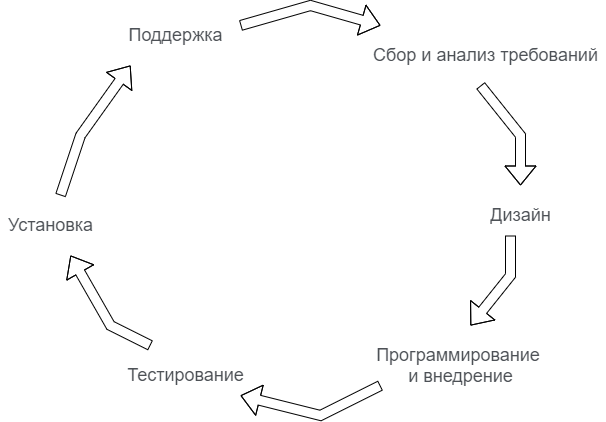 Поддержка
Сбор и анализ требований
Дизайн
Программирование
и внедрение
Тестирование
Установка